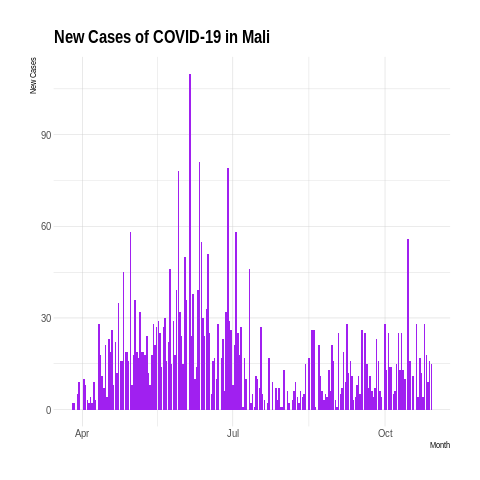 New Cases of COVID-19 in Mali
New Cases
90
60
30
0
Apr
Jul
Oct
Month